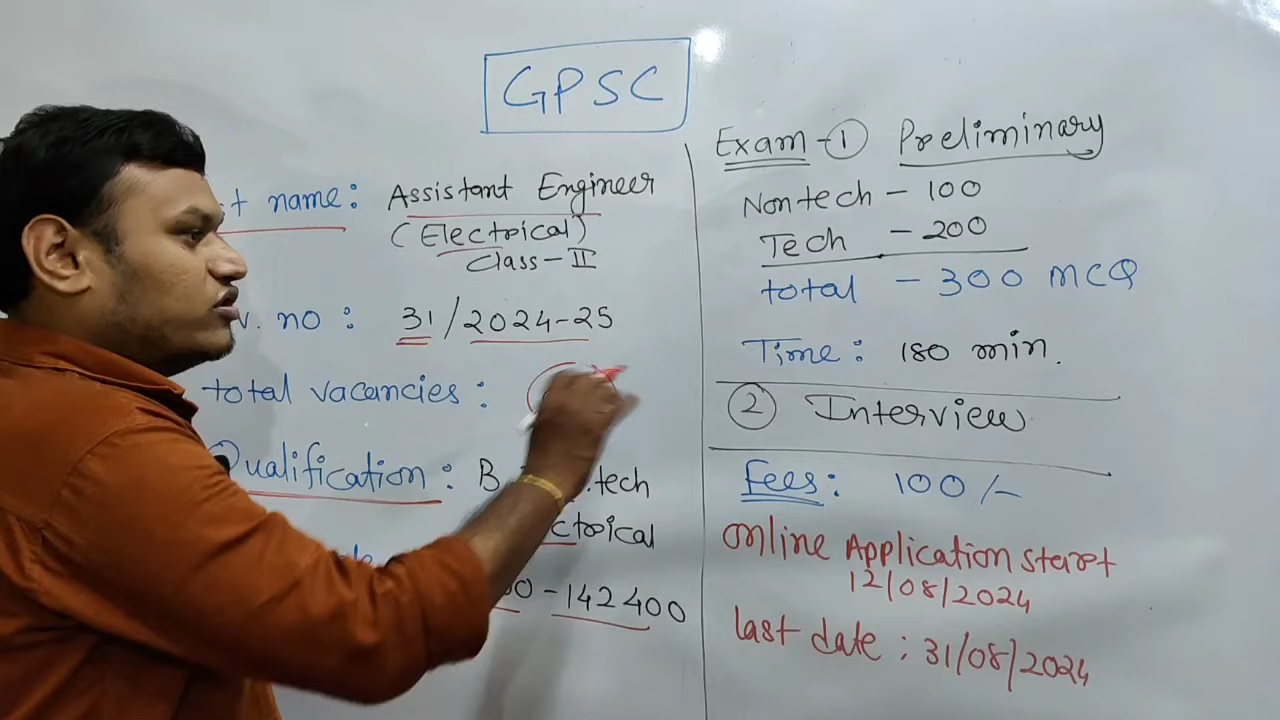 GPSC
name: Assistant Engineer
(Electrical)
Class-II
no: 31/2024-25
total vacancies:
Qualification: B .tech
-142400
Exam-① Preliminary
Nontech - 100
Tech - 200
total - 300 MCQ
Time: 180 min.
② Interview
Fees: 100/-
Online Application start
12/08/2024
last date : 31/08/2024